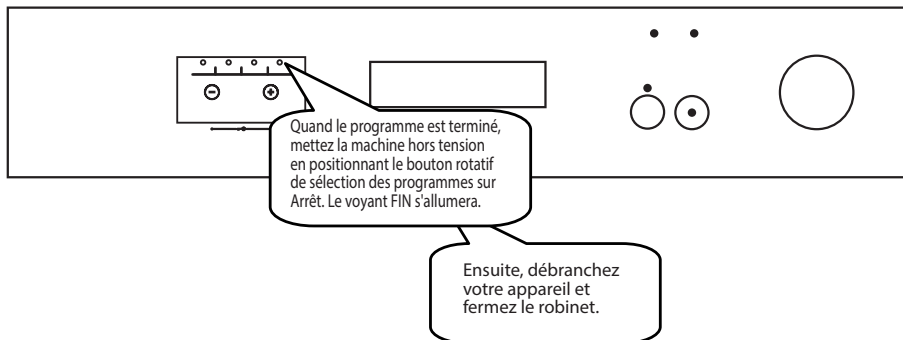 Quand le programme est terminé,
mettez la machine hors tension
en positionnant le bouton rotatif
de sélection des programmes sur
Arrêt. Le voyant FIN s'allumera.
Ensuite, débranchez
votre appareil et
fermez le robinet.